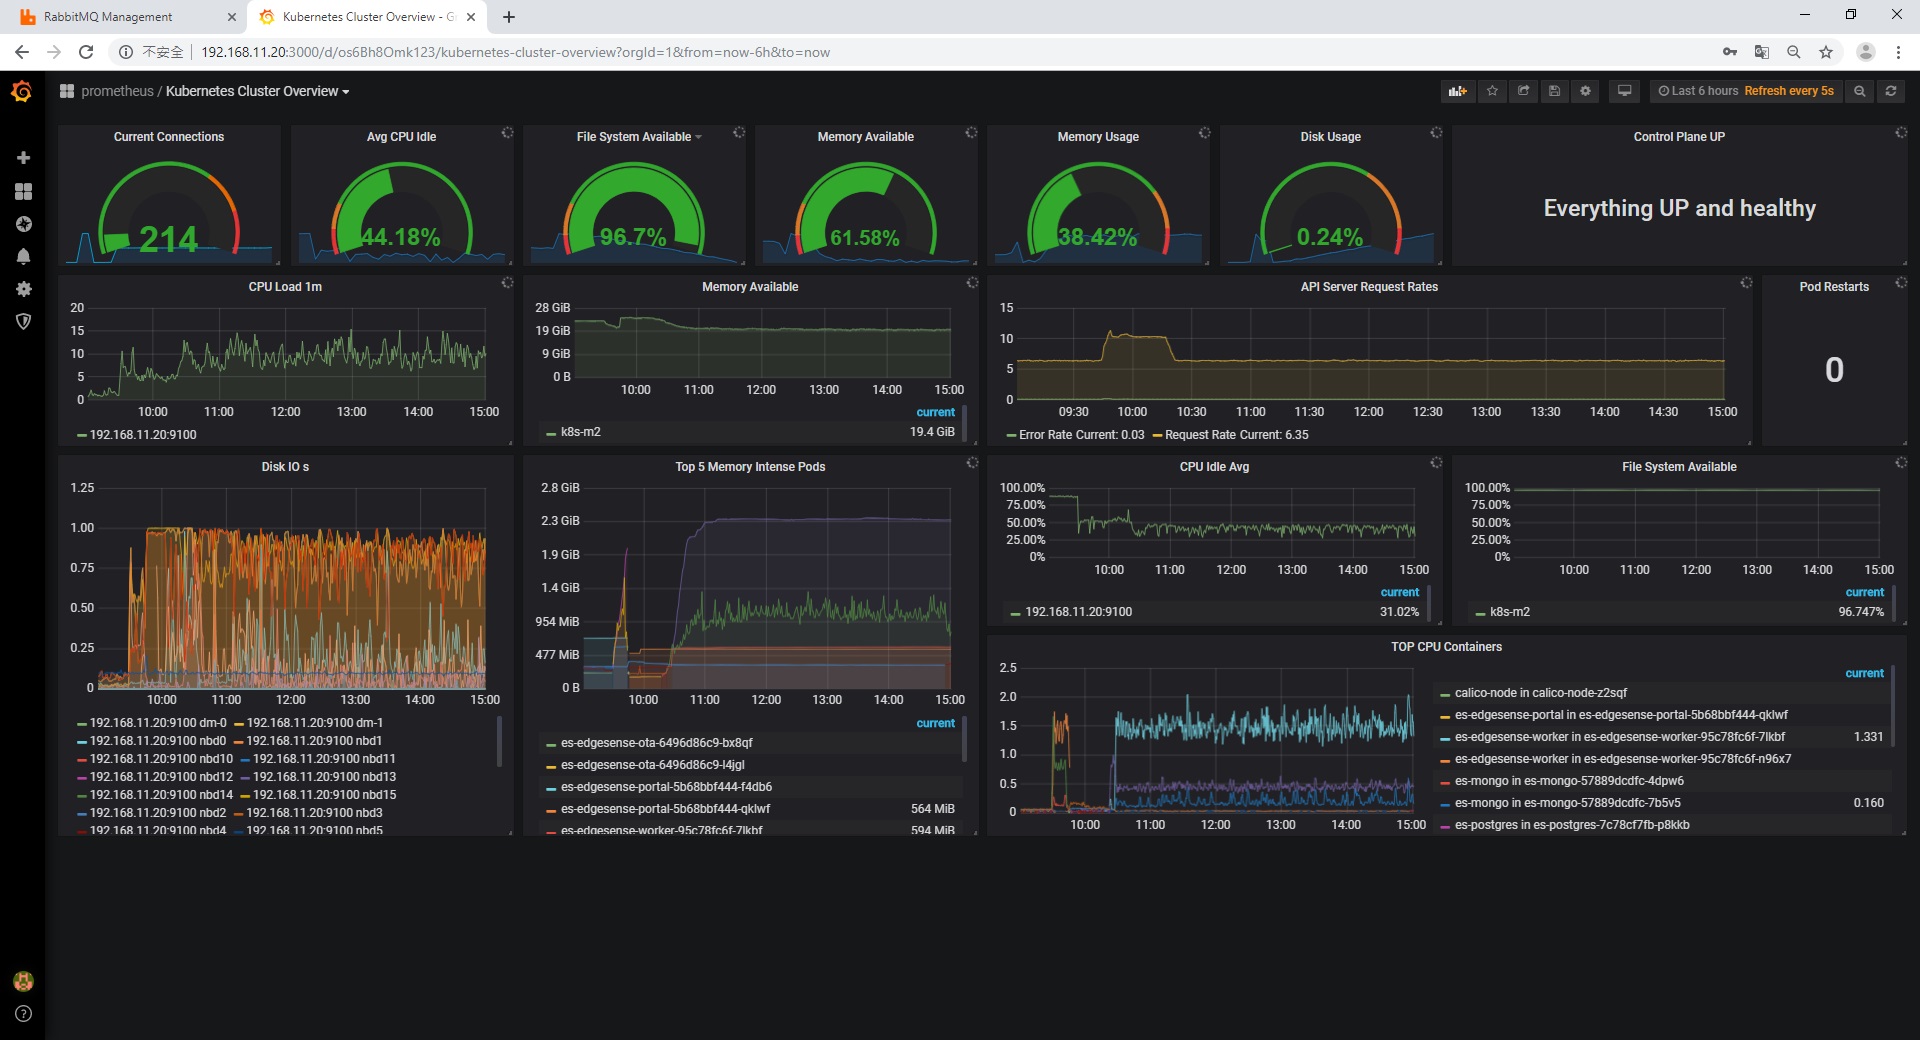 RabbitMQ Management
Kubernetes Cluster Overview - G
不安全
192.168.11.20:3000/d/os6Bh8Omk123/kubernetes-cluster-overview?orgId=1&from=now-6h&to=now
prometheus / Kubernetes Cluster Overview
Last 6 hours Refresh every 5s
Current Connections
214
Avg CPU Idle
44.18%
File System Available
96.7%
Memory Available
61.58%
Memory Usage
38.42%
Disk Usage
0.24%
Control Plane UP
Everything UP and healthy
CPU Load 1m
20
15
10
5
0
10:00 11:00 12:00 13:00 14:00 15:00
192.168.11.20:9100
Memory Available
28 GiB
19 GiB
9 GiB
0 B
10:00 11:00 12:00 13:00 14:00 15:00
current
k8s-m2 19.4 GiB
API Server Request Rates
15
10
5
0
09:30 10:00 10:30 11:00 11:30 12:00 12:30 13:00 13:30 14:00 14:30 15:00
Error Rate Current: 0.03 Request Rate Current: 6.35
Pod Restarts
0
Disk IO s
1.25
1.00
0.75
0.50
0.25
0
10:00 11:00 12:00 13:00 14:00 15:00
192.168.11.20:9100 dm-0 192.168.11.20:9100 dm-1
192.168.11.20:9100 nbd0 192.168.11.20:9100 nbd1
192.168.11.20:9100 nbd10 192.168.11.20:9100 nbd11
192.168.11.20:9100 nbd12 192.168.11.20:9100 nbd13
192.168.11.20:9100 nbd14 192.168.11.20:9100 nbd15
192.168.11.20:9100 nbd2 192.168.11.20:9100 nbd3
192.168.11.20:9100 nbd4 192.168.11.20:9100 nbd5
Top 5 Memory Intense Pods
2.8 GiB
2.3 GiB
1.9 GiB
1.4 GiB
954 MiB
477 MiB
0 B
10:00 11:00 12:00 13:00 14:00 15:00
current
es-edgesense-ota-6496d86c9-bx8qf
es-edgesense-ota-6496d86c9-l4jgl
es-edgesense-portal-5b68bbf444-f4db6
es-edgesense-portal-5b68bbf444-qklwf 564 MiB
es-edgesense-worker-95c78fc6f-7lkbf 594 MiB
CPU Idle Avg
100.00%
75.00%
50.00%
25.00%
0%
10:00 11:00 12:00 13:00 14:00 15:00
current
192.168.11.20:9100 31.02%
File System Available
100.00%
75.00%
50.00%
25.00%
0%
10:00 11:00 12:00 13:00 14:00 15:00
current
k8s-m2 96.747%
TOP CPU Containers
2.5
2.0
1.5
1.0
0.5
0
10:00 11:00 12:00 13:00 14:00 15:00
current
calico-node in calico-node-z2sqf
es-edgesense-portal in es-edgesense-portal-5b68bbf444-qklwf
es-edgesense-worker in es-edgesense-worker-95c78fc6f-7lkbf 1.331
es-edgesense-worker in es-edgesense-worker-95c78fc6f-n96x7
es-mongo in es-mongo-57889dcdfc-4dpw6
es-mongo in es-mongo-57889dcdfc-7b5v5 0.160
es-postgres in es-postgres-7c78cf7fb-p8kkb